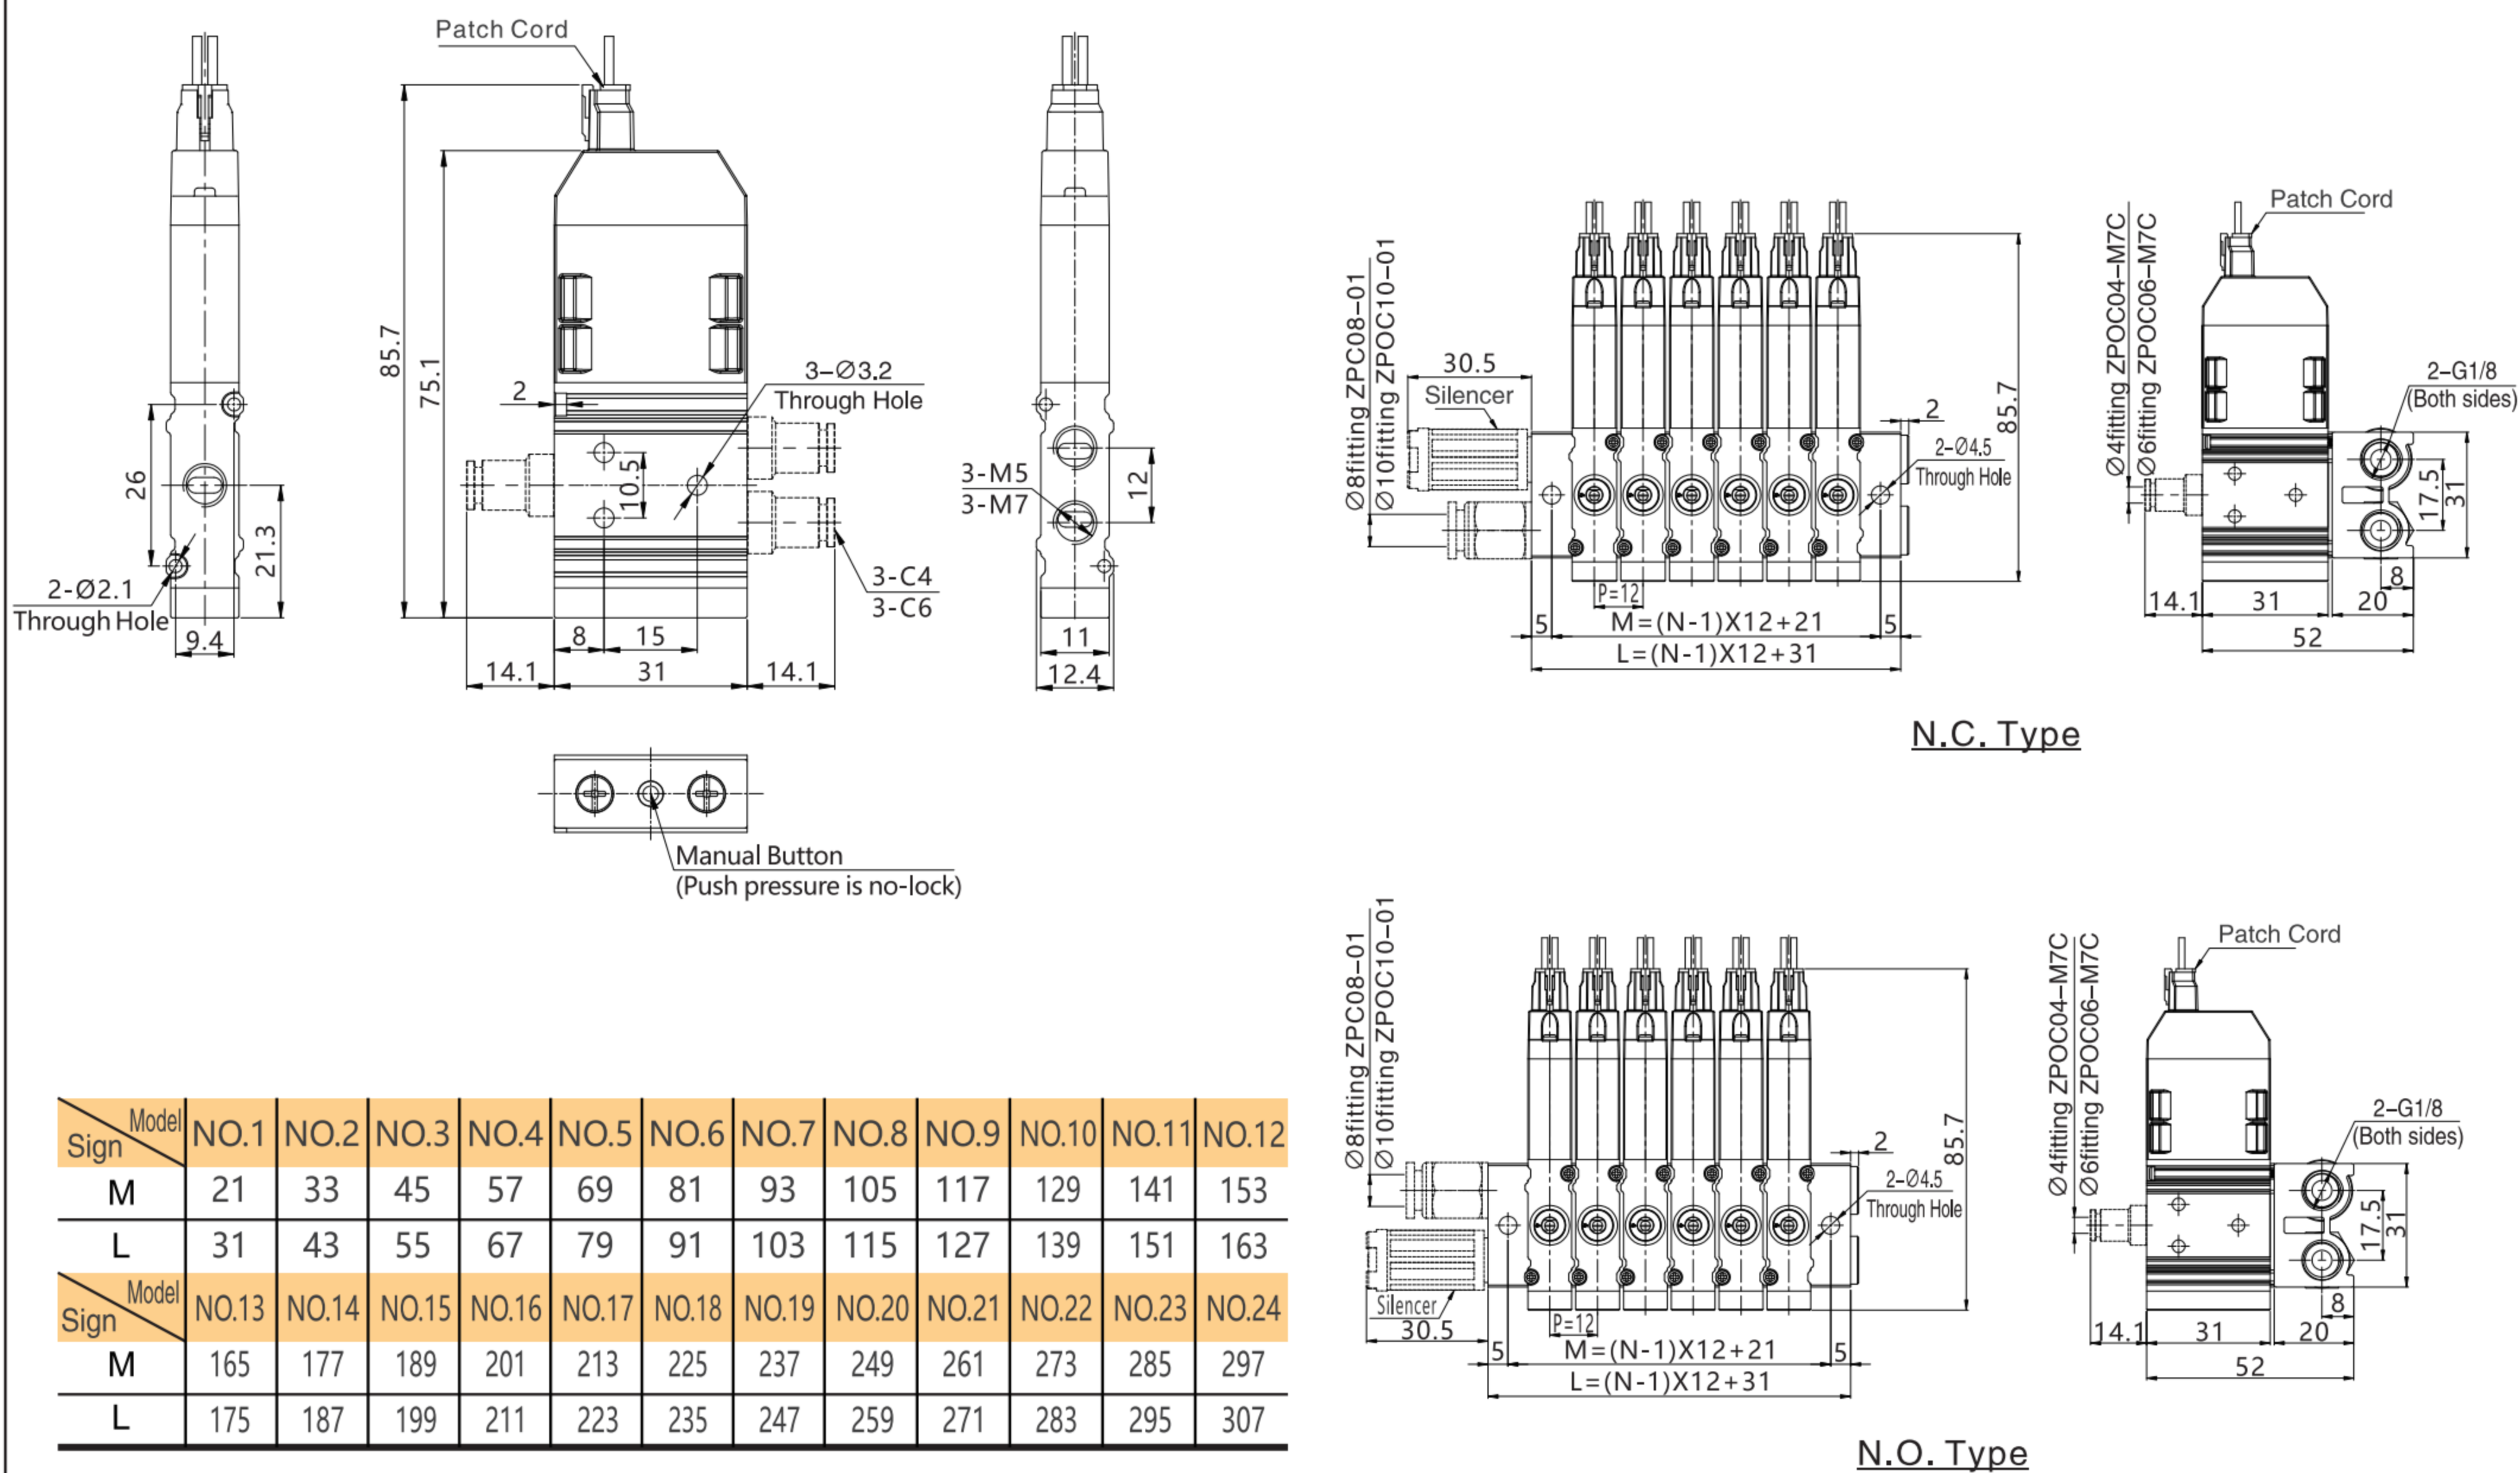 Patch Cord
85.7
75.1
2
3-Ø3.2
Through Hole
26
21.3
10.5
3-M5
3-M7
12
2-Ø2.1
Through Hole
9.4
3-C4
3-C6
8
15
14.1
31
14.1
11
12.4
Manual Button
(Push pressure is no-lock)
Ø8fitting ZPC08-01
Ø10fitting ZPOC10-01
30.5
Silencer
2
85.7
2-Ø4.5
Through Hole
P=12
5
M=(N-1)X12+21
5
L=(N-1)X12+31
Ø4fitting ZPOC04-M7C
Ø6fitting ZPOC06-M7C
Patch Cord
2-G1/8
(Both sides)
17.5
31
8
14.1
31
20
52
N.C. Type
Ø8fitting ZPC08-01
Ø10fitting ZPOC10-01
2
85.7
2-Ø4.5
Through Hole
Silencer
30.5
P=12
5
M=(N-1)X12+21
5
L=(N-1)X12+31
Ø4fitting ZPOC04-M7C
Ø6fitting ZPOC06-M7C
Patch Cord
2-G1/8
(Both sides)
17.5
31
8
14.1
31
20
52
N.O. Type
Sign Model NO.1 NO.2 NO.3 NO.4 NO.5 NO.6 NO.7 NO.8 NO.9 NO.10 NO.11 NO.12
M 21 33 45 57 69 81 93 105 117 129 141 153
L 31 43 55 67 79 91 103 115 127 139 151 163
Sign Model NO.13 NO.14 NO.15 NO.16 NO.17 NO.18 NO.19 NO.20 NO.21 NO.22 NO.23 NO.24
M 165 177 189 201 213 225 237 249 261 273 285 297
L 175 187 199 211 223 235 247 259 271 283 295 307